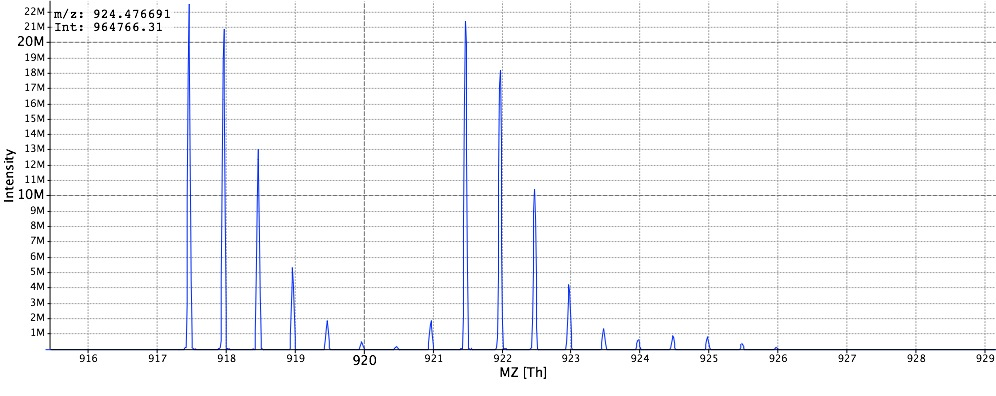 m/z: 924.476691
Int: 964766.31
22M
21M
20M
19M
18M
17M
16M
15M
14M
13M
12M
11M
10M
9M
8M
7M
6M
5M
4M
3M
2M
1M
Intensity
916 917 918 919 920 921 922 923 924 925 926 927 928 929
MZ [Th]